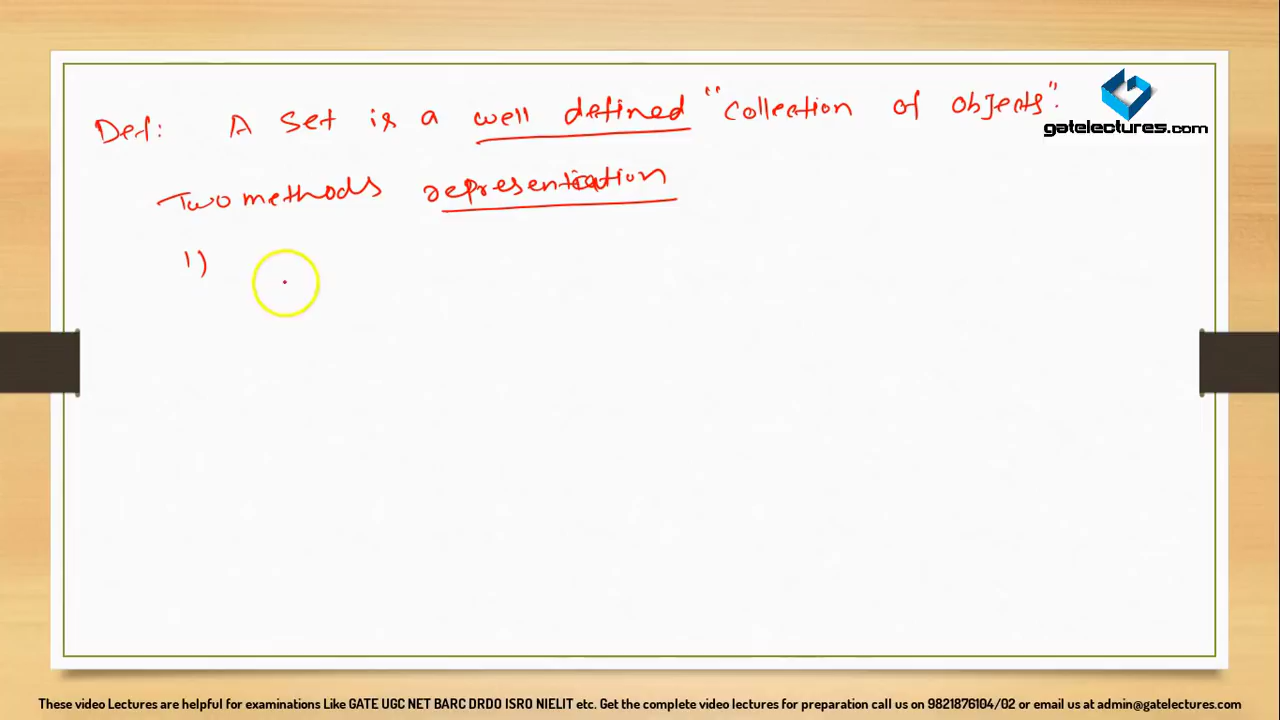 Def: A set is a well defined "collection of objects".
gatelectures.com
Two methods representation
1)
These video Lectures are helpful for examinations Like GATE UGC NET BARC DRDO ISRO NIELIT etc. Get the complete video lectures for preparation call us on 9821876104/02 or email us at admin@gatelectures.com